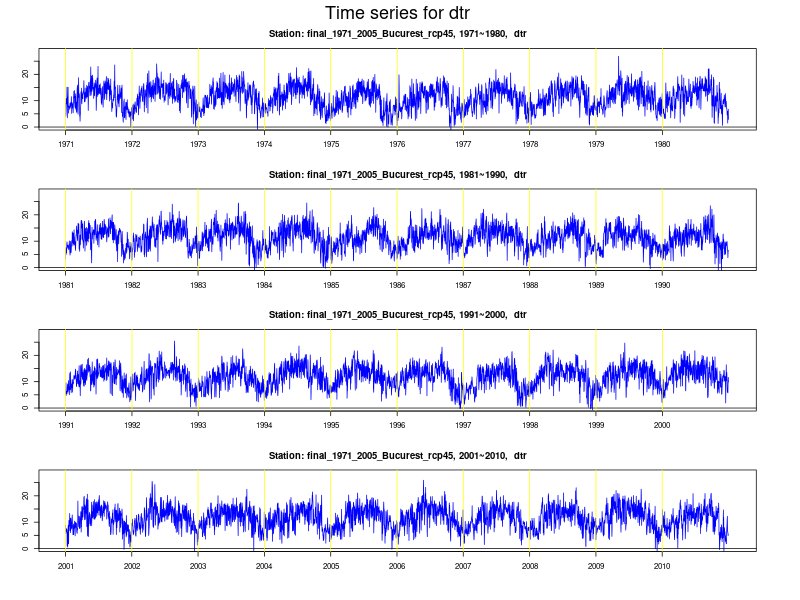 Time series for dtr
Station: final_1971_2005_Bucurest_rcp45, 1971~1980, dtr
20
10
5
0
1971 1972 1973 1974 1975 1976 1977 1978 1979 1980
Station: final_1971_2005_Bucurest_rcp45, 1981~1990, dtr
20
10
5
0
1981 1982 1983 1984 1985 1986 1987 1988 1989 1990
Station: final_1971_2005_Bucurest_rcp45, 1991~2000, dtr
20
10
5
0
1991 1992 1993 1994 1995 1996 1997 1998 1999 2000
Station: final_1971_2005_Bucurest_rcp45, 2001~2010, dtr
20
10
5
0
2001 2002 2003 2004 2005 2006 2007 2008 2009 2010